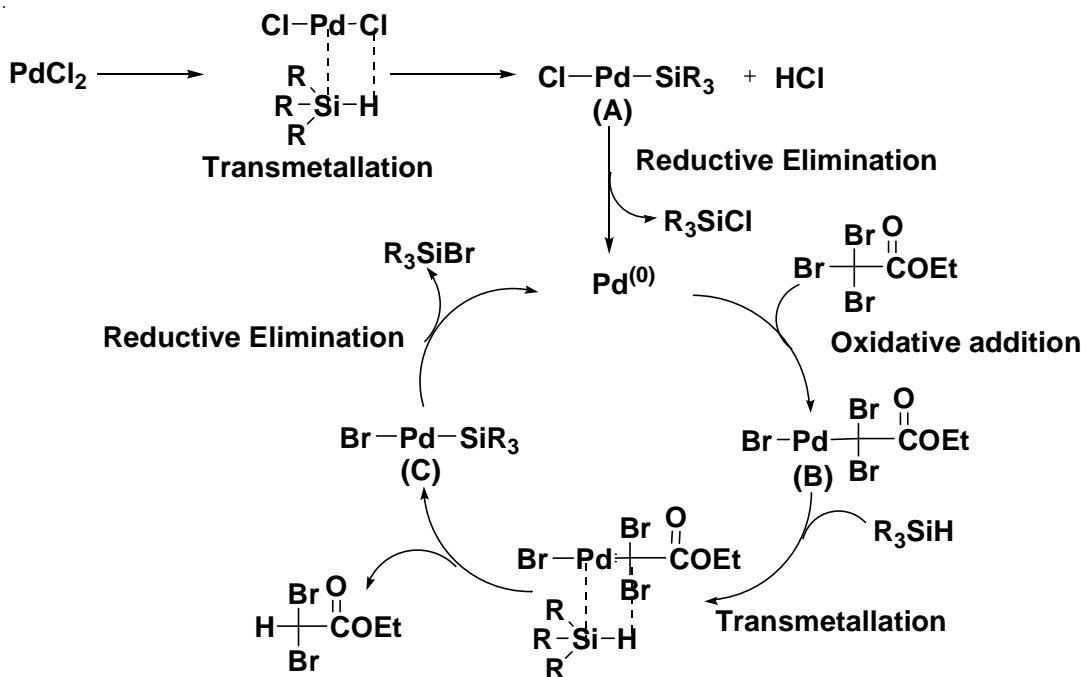 Cl-Pd-Cl
PdCl2
R
R-Si-H
R
Transmetallation
Cl-Pd-SiR3 + HCl
(A)
Reductive Elimination
R3SiCl
R3SiBr
Pd(0)
Br O
Br COEt
Br
Reductive Elimination
Oxidative addition
Br-Pd-SiR3
(C)
Br O
Br-Pd COEt
Br
(B)
R3SiH
Br O
Br-Pd COEt
Br
R
R-Si-H
R
Transmetallation
Br O
H COEt
Br